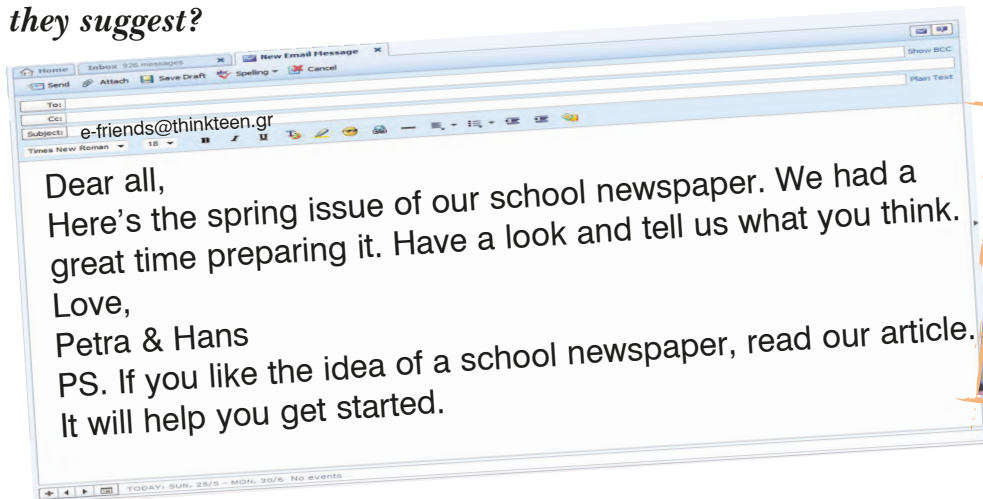 they suggest?
Home Inbox 926 messages × New Email Message ×
Send Attach Save Draft Spelling Cancel
Show BCC
To:
Cc:
Plain Text
Subject: e-friends@thinkteen.gr
Times New Roman 18 B I U
Dear all,
Here's the spring issue of our school newspaper. We had a
great time preparing it. Have a look and tell us what you think.
Love,
Petra & Hans
PS. If you like the idea of a school newspaper, read our article.
It will help you get started.
TODAY: SUN, 25/5 - MON, 30/6 No events